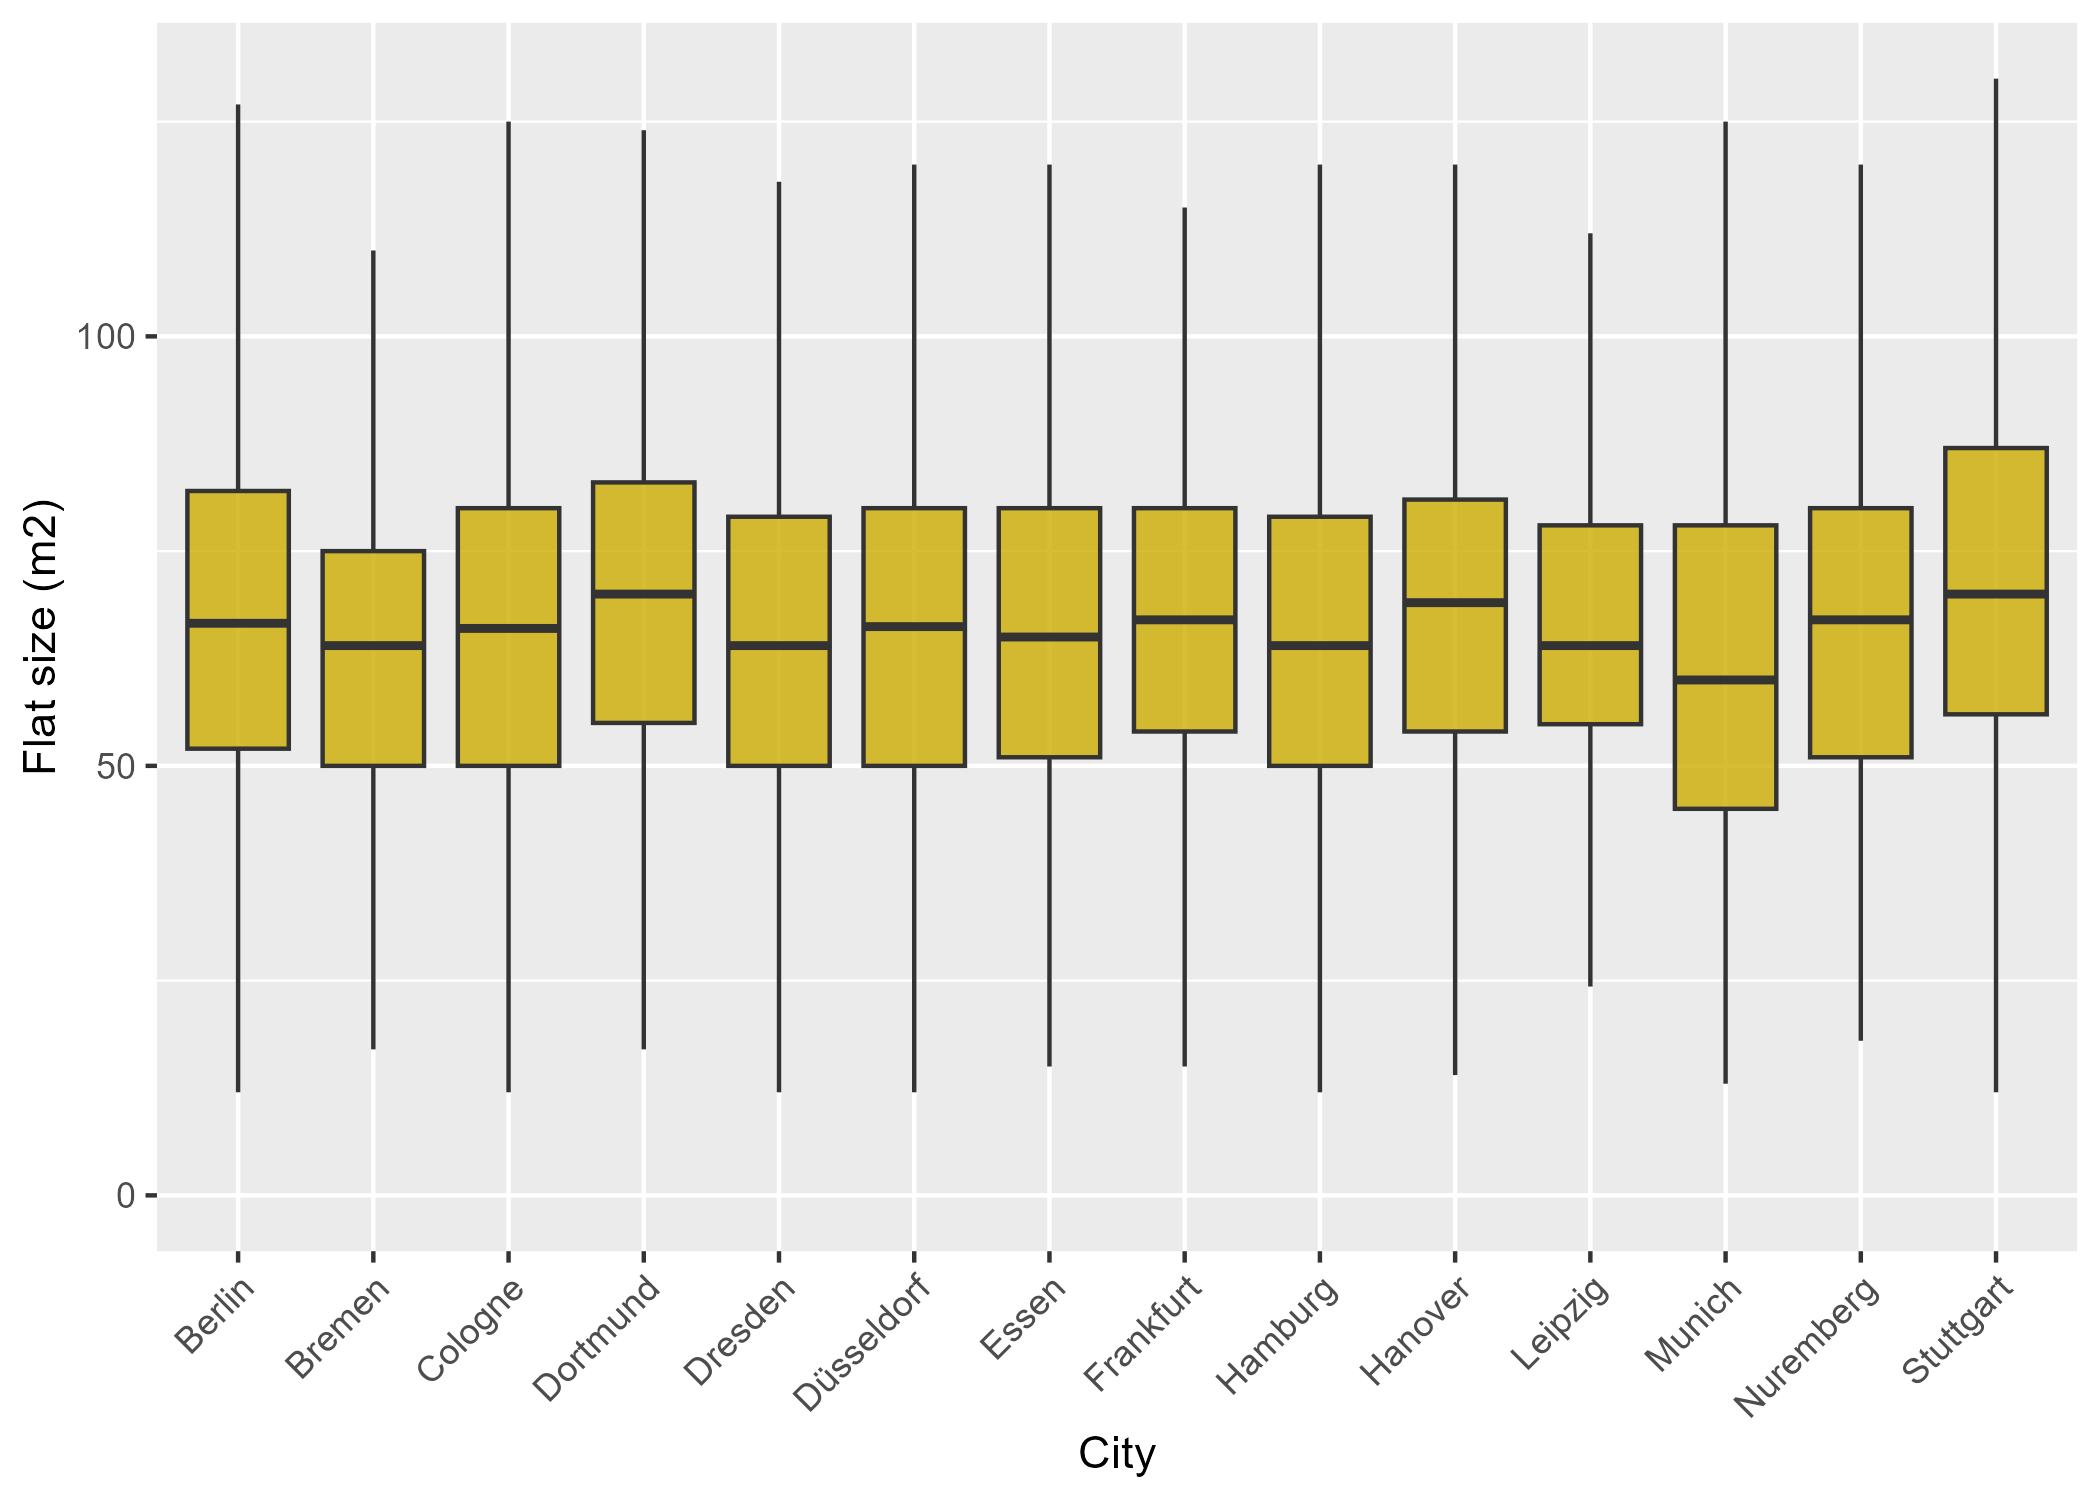 Flat size (m2)
100
50
0
Berlin
Bremen
Cologne
Dortmund
Dresden
Düsseldorf
Essen
Frankfurt
Hamburg
Hanover
Leipzig
Munich
Nuremberg
Stuttgart
City